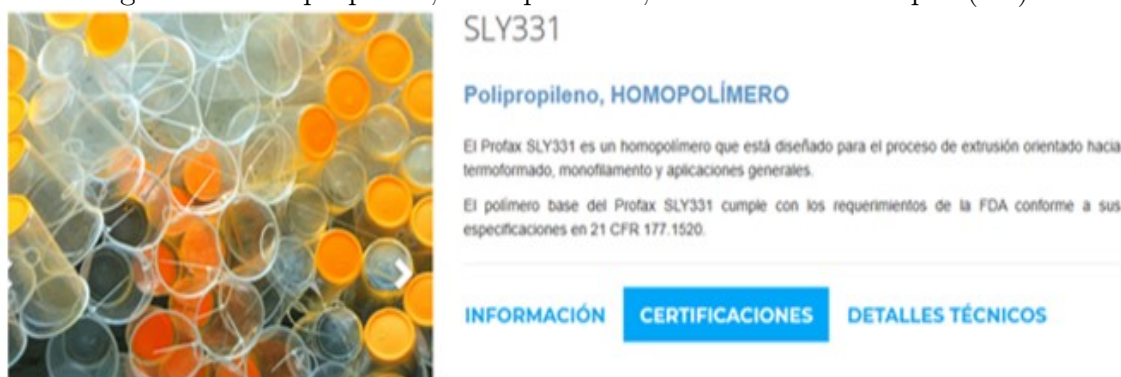 SLY331
Polipropileno, HOMOPOLÍMERO
El Profax SLY331 es un homopolímero que está diseñado para el proceso de extrusión orientado hacia
termoformado, monofilamento y aplicaciones generales.
El polímero base del Profax SLY331 cumple con los requerimientos de la FDA conforme a sus
especificaciones en 21 CFR 177.1520.
INFORMACIÓN CERTIFICACIONES DETALLES TÉCNICOS